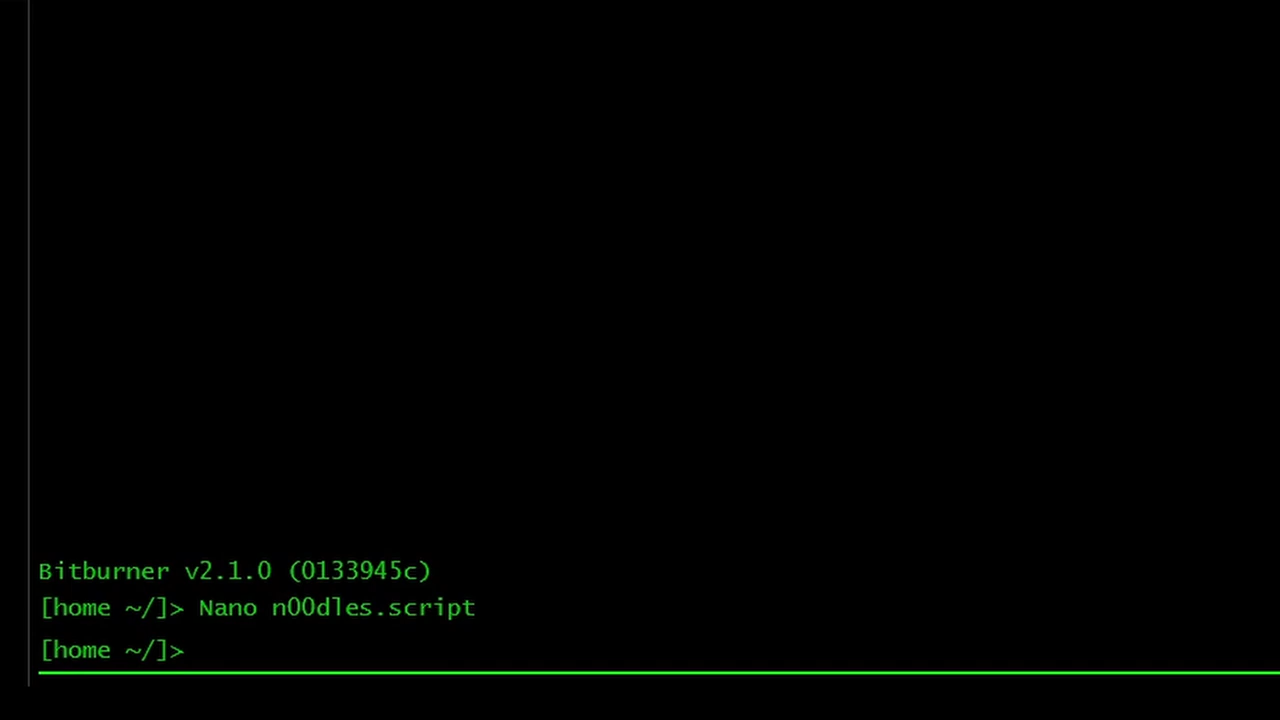 Bitburner v2.1.0 (0133945c)
[home ~/]> Nano n00dles.script
[home ~/]>